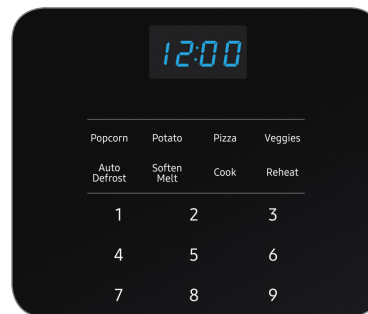 12:00
Popcorn Potato Pizza Veggies
Auto Defrost Soften Melt Cook Reheat
1 2 3
4 5 6
7 8 9